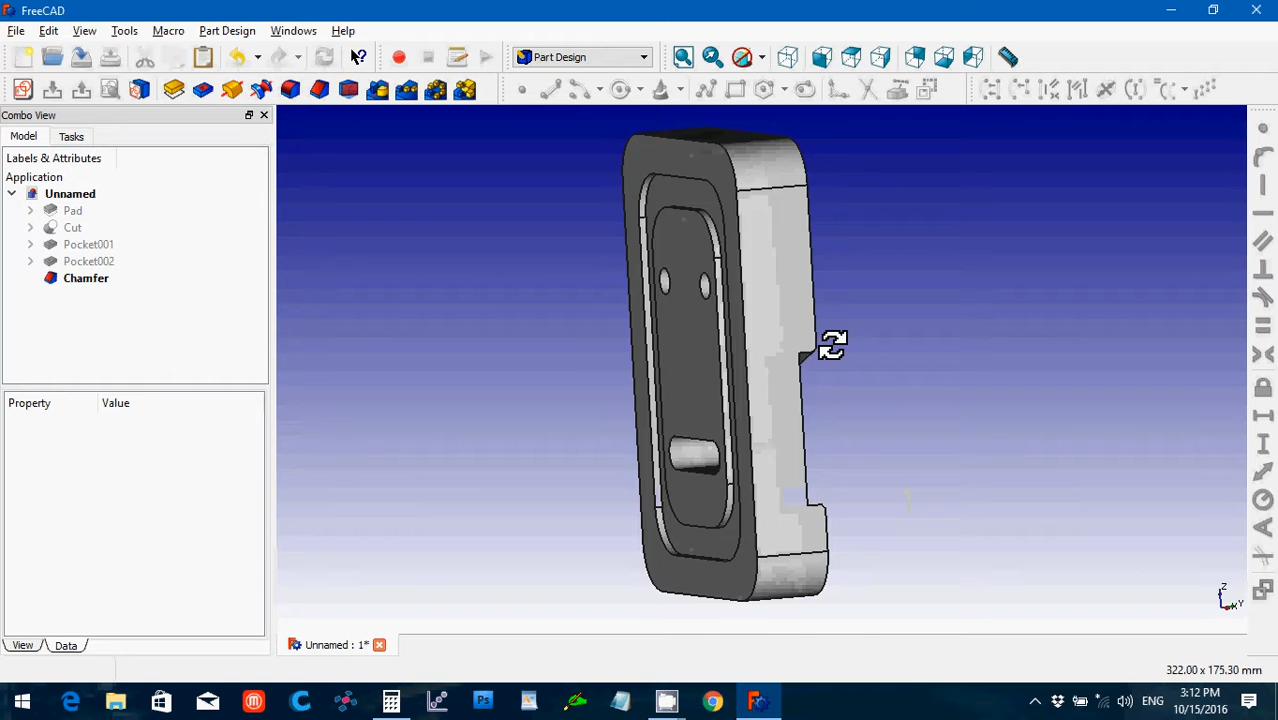 FreeCAD
File Edit View Tools Macro Part Design Windows Help
Part Design
Combo View
Model Tasks
Labels & Attributes
Application
Unnamed
Pad
Cut
Pocket001
Pocket002
Chamfer
Property Value
View Data
Unnamed : 1*
Z
Y
322.00 x 175.30 mm
Ps
3:12 PM
ENG
10/15/2016